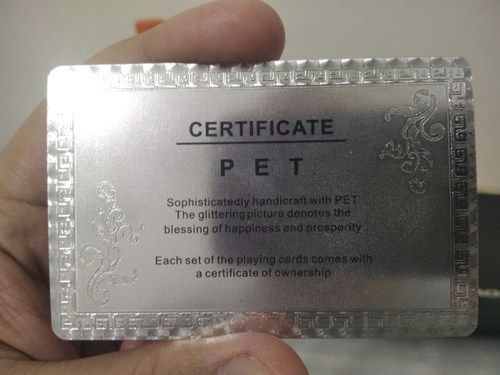 CERTIFICATE
P E T
Sophisticatedly handicraft with PET
The glittering picture denotes the
blessing of happiness and prosperity
Each set of the playing cards comes with
a certificate of ownership